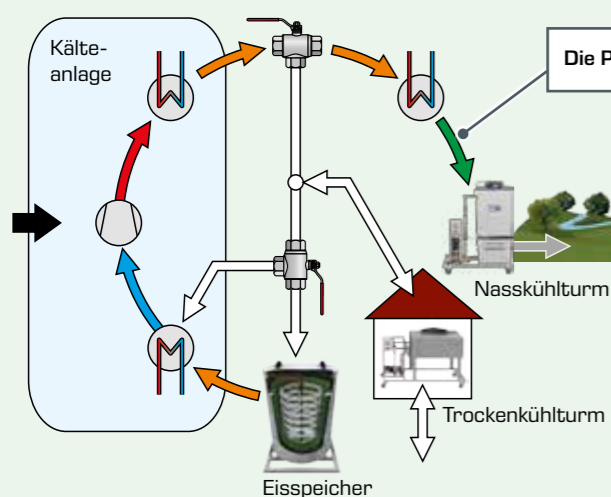 Kälte-
anlage
Die P
Nasskühlturm
Trockenkühlturm
Eisspeicher